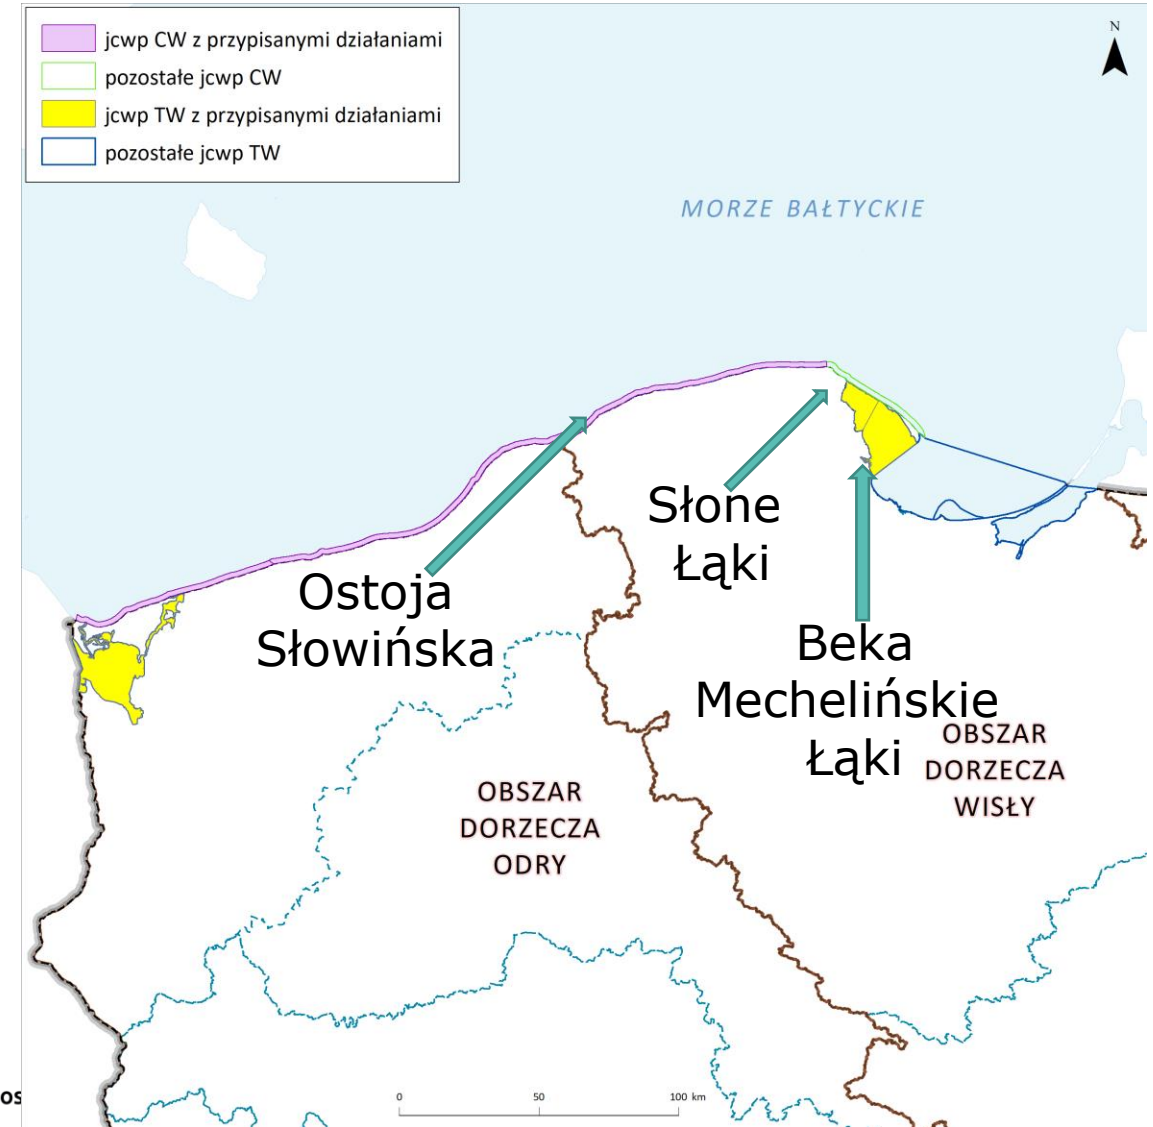 jcwp CW z przypisanymi działaniami
pozostałe jcwp CW
jcwp TW z przypisanymi działaniami
pozostałe jcwp TW
N
MORZE BAŁTYCKIE
Słone
Łąki
Ostoja
Słowińska
Beka
Mechelińskie
Łąki
OBSZAR
DORZECZA
WISŁY
OBSZAR
DORZECZA
ODRY
os
0 50 100 km